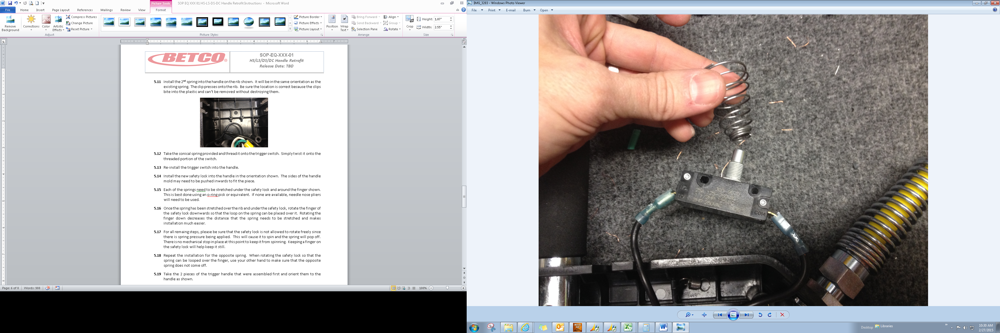 SOP EQ XXX 01 HS-LS-DS-DC Handle Retrofit Instructions - Microsoft Word
Picture Tools
File Home Insert Page Layout References Mailings Review View Format
Remove Background
Corrections
Color
Artistic Effects
Compress Pictures
Change Picture
Reset Picture
Adjust
Picture Styles
Picture Border
Picture Effects
Picture Layout
Position
Wrap Text
Bring Forward
Send Backward
Selection Pane
Align
Group
Rotate
Arrange
Crop
Height: 1.87"
Width: 2.55"
Size
BETCO®
SOP-EQ-XXX-01
HS/LS/DS/DC Handle Retrofit
Release Date: TBD
5.11 Install the 2nd spring into the handle on the rib shown. It will be in the same orientation as the
existing spring. The clip presses onto the rib. Be sure the location is correct because the clips
bite into the plastic and can't be removed without destroying them.
5.12 Take the conical spring provided and thread it onto the trigger switch. Simply twist it onto the
threaded portion of the switch.
5.13 Re-install the trigger switch into the handle.
5.14 Install the new safety lock into the handle in the orientation shown. The sides of the handle
mold may need to be pushed inwards to fit the piece.
5.15 Each of the springs need to be stretched under the safety lock and around the finger shown.
This is best done using an o-ring pick or equivalent. If none are available, needle nose pliers
will need to be used.
5.16 Once the spring has been stretched over the rib and under the safety lock, rotate the finger of
the safety lock downwards so that the loop on the spring can be placed over it. Rotating the
finger down decreases the distance that the spring needs to be stretched and makes
installation much easier.
5.17 For all remaing steps, please be sure that the safety lock is not allowed to rotate freely since
there is spring pressure being applied. This will cause it to spin and the spring will pop off.
There is no mechanical stop in place at this point to keep it from spinning. Keeping a finger on
the safety lock will help keep it still.
5.18 Repeat the installation for the opposite spring. When rotating the safety lock so that the
spring can be looped over the finger, use your other hand to make sure that the opposite
spring does not come off.
5.19 Take the 2 pieces of the trigger handle that were assembled first and orient them to the
handle as shown.
Page: 6 of 8 Words: 988 100%
IMG_3203 - Windows Photo Viewer
File Print E-mail Burn Open
COM
Desktop Libraries
10:30 AM
2/27/2015